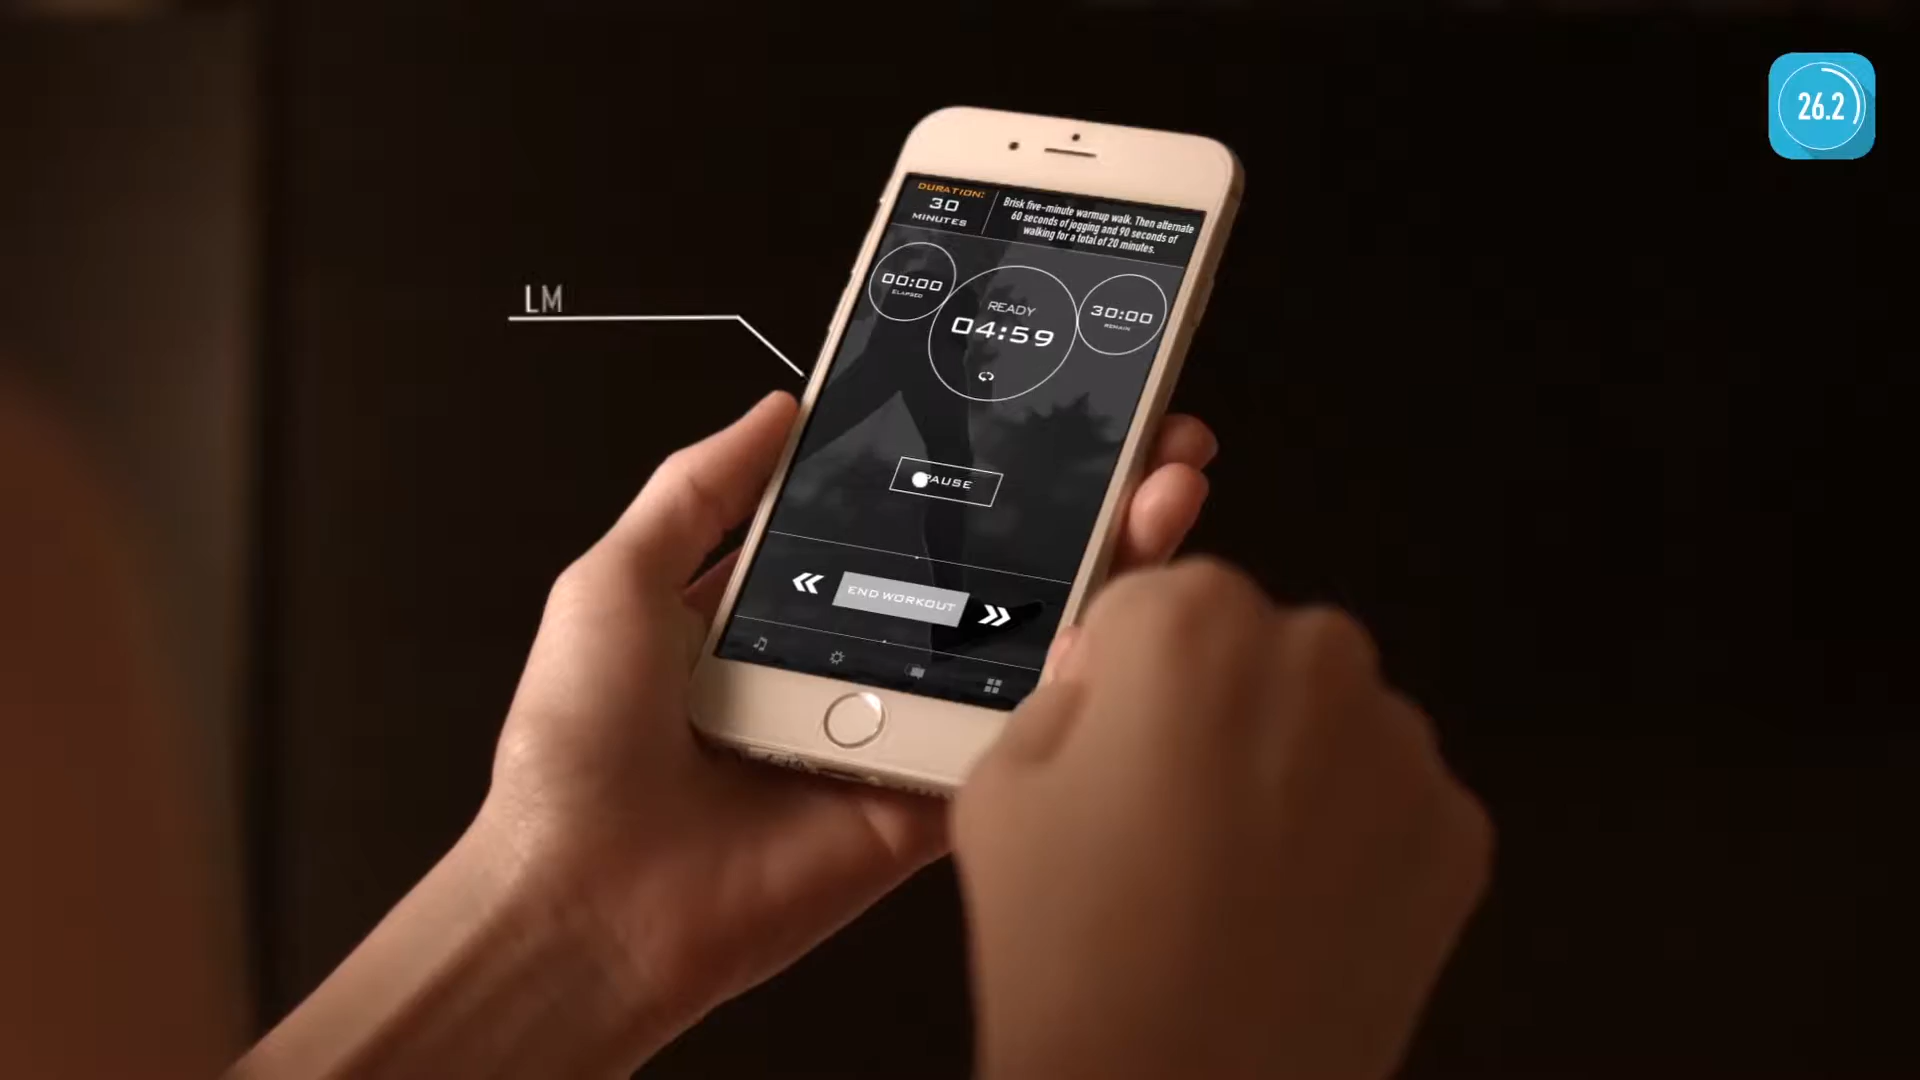 26.2
DURATION:
30
MINUTES
Brisk five-minute warmup walk. Then alternate
60 seconds of jogging and 90 seconds of
walking for a total of 20 minutes.
00:00
ELAPSED
READY
04:59
30:00
REMAIN
LM
PAUSE
END WORKOUT